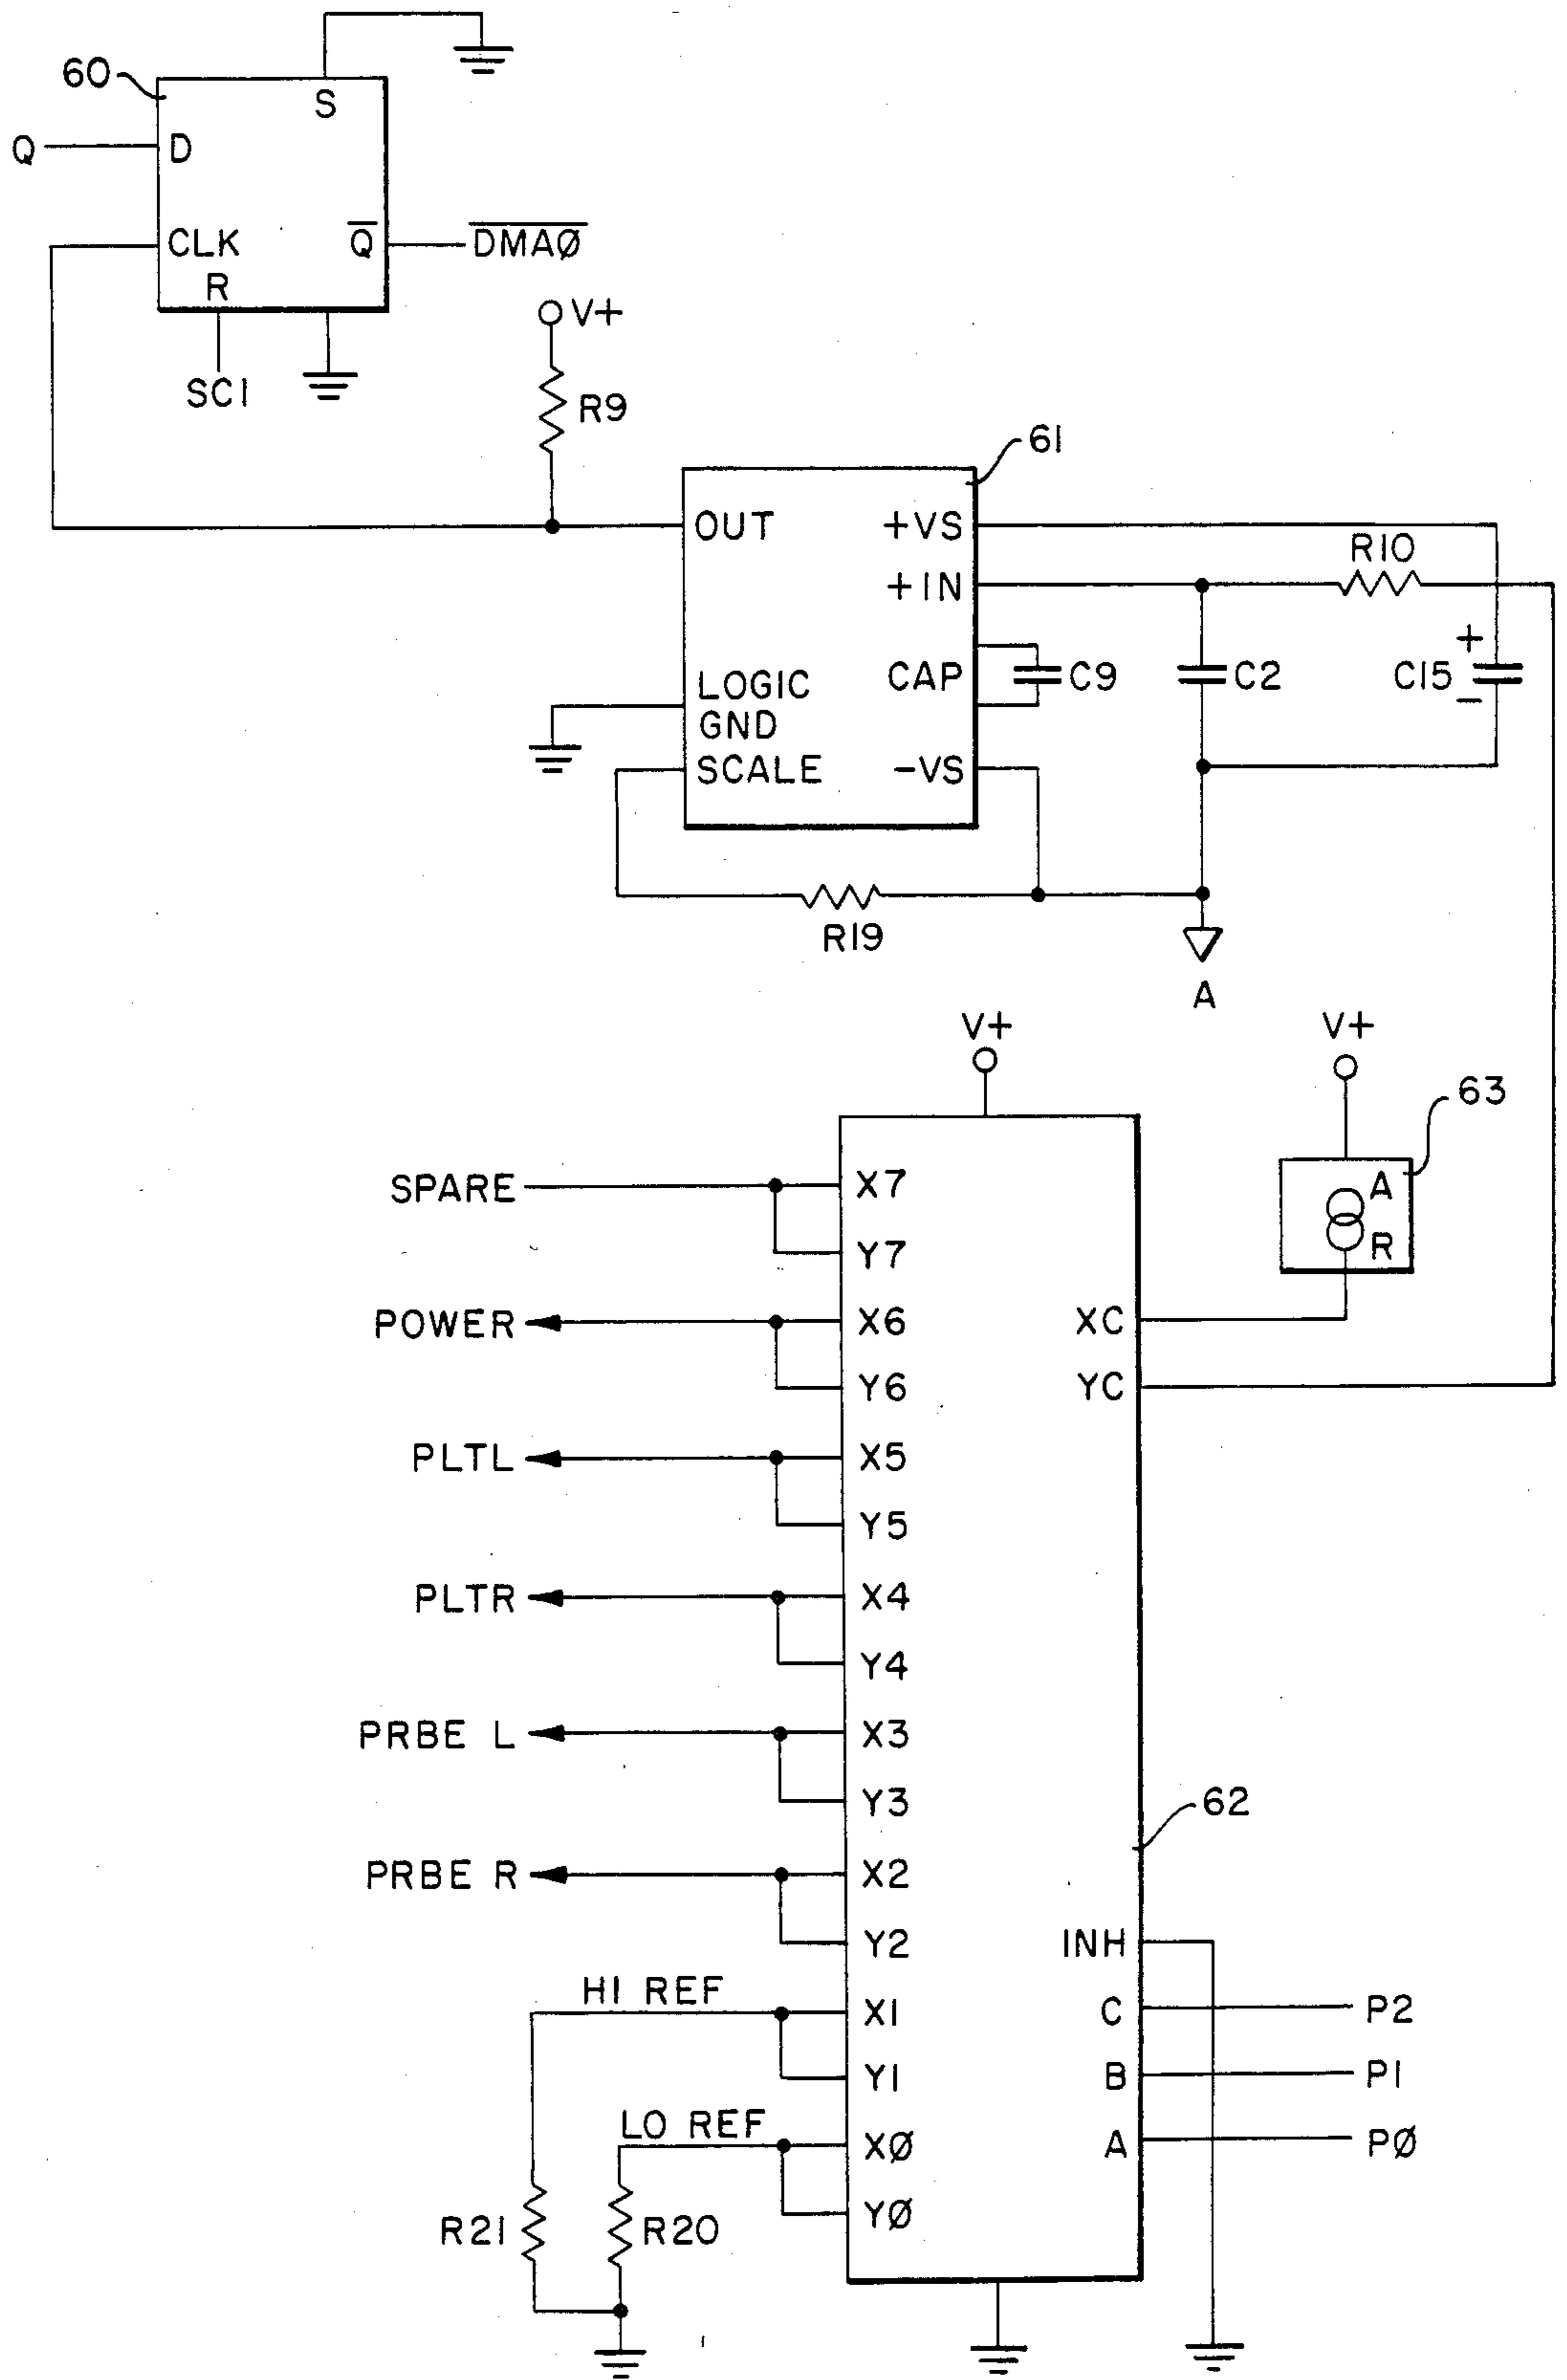 60
S
Q
D
CLK
Q̅
D̅M̅A̅Ø̅
R
SC1
V+
R9
61
OUT
+VS
R10
+IN
+
CAP
C9
C2
C15
−
LOGIC
GND
SCALE
−VS
R19
A
V+
V+
63
A
R
SPARE
X7
Y7
POWER
X6
XC
Y6
YC
PLTL
X5
Y5
PLTR
X4
Y4
PRBE L
X3
Y3
62
PRBE R
X2
Y2
INH
HI REF
X1
C
P2
Y1
B
P1
LO REF
XØ
A
PØ
YØ
R21
R20